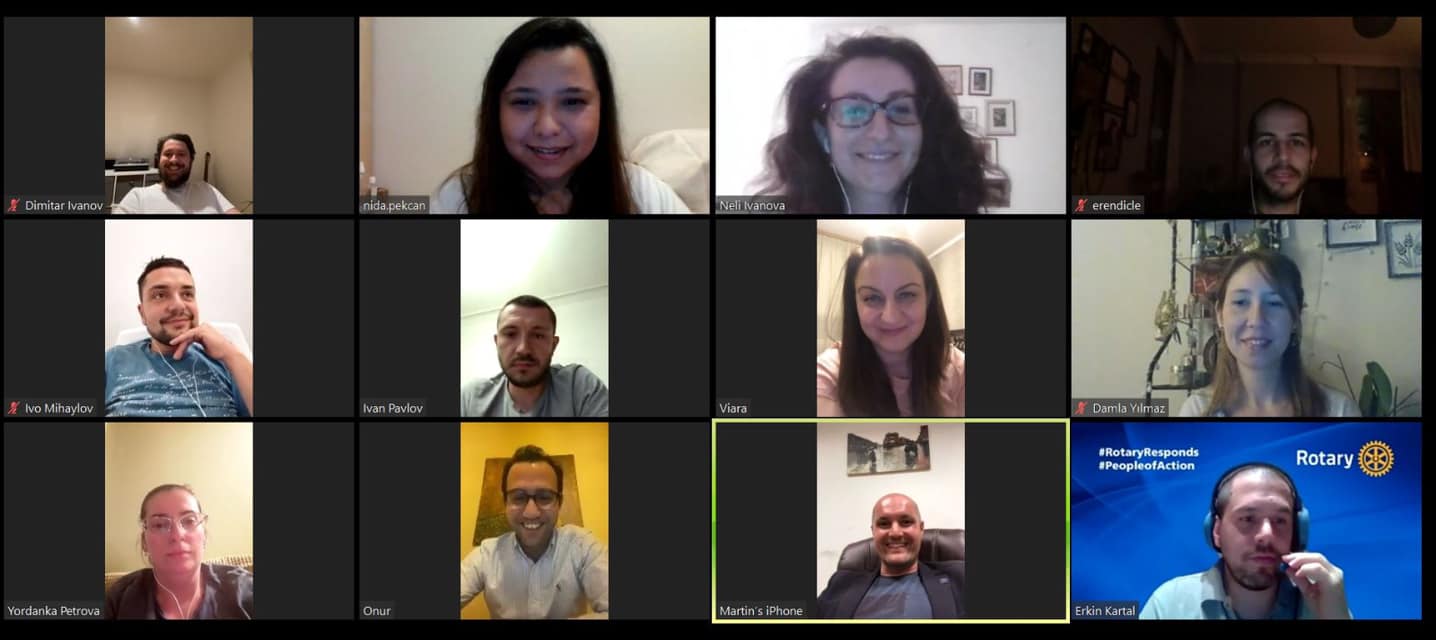 Dimitar Ivanov
nida.pekcan
Neli Ivanova
erendicle
Ivo Mihaylov
Ivan Pavlov
Viara
Damla Yılmaz
#RotaryResponds
#PeopleofAction
Rotary
Yordanka Petrova
Onur
Martin's iPhone
Erkin Kartal